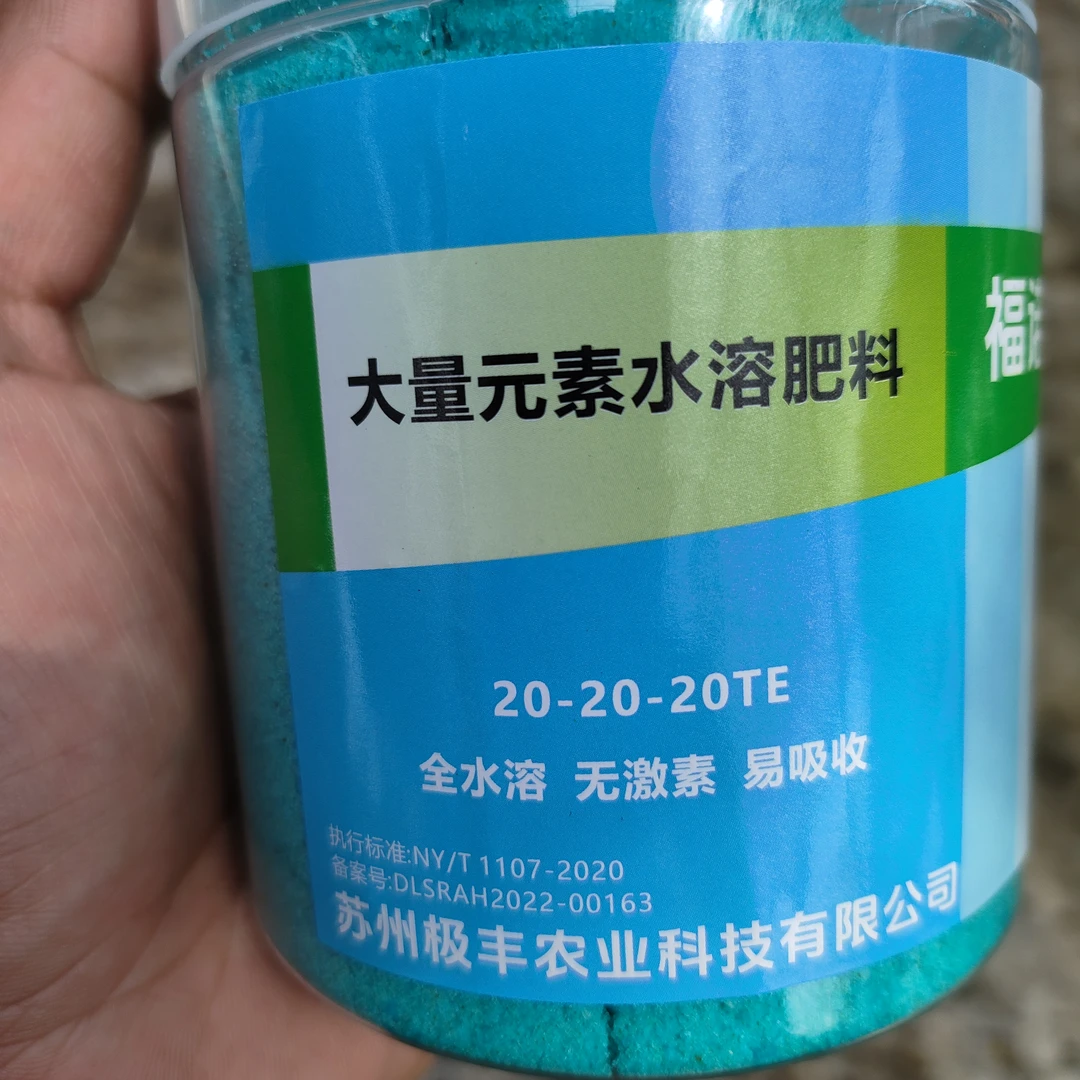 大量元素水溶肥料
福
20-20-20TE
全水溶 无激素 易吸收
执行标准:NY/T 1107-2020
备案号:DLSRAH2022-00163
苏州极丰农业科技有限公司